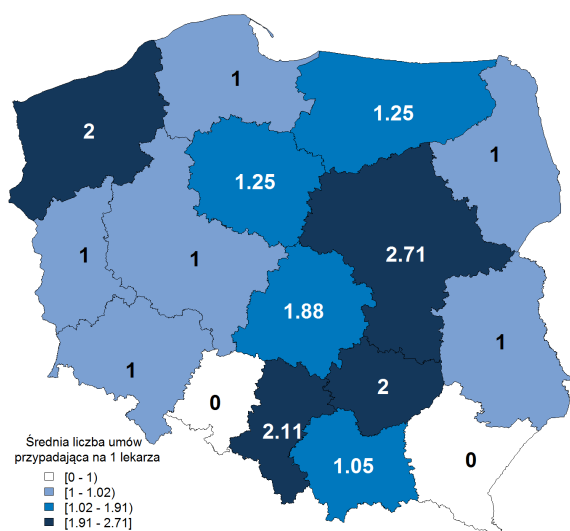 1
2
1.25
1
1.25
2.71
1
1
1.88
1
1
2
0
2.11
1.05
0
Średnia liczba umów
przypadająca na 1 lekarza
[0 - 1)
[1 - 1.02)
[1.02 - 1.91)
[1.91 - 2.71]